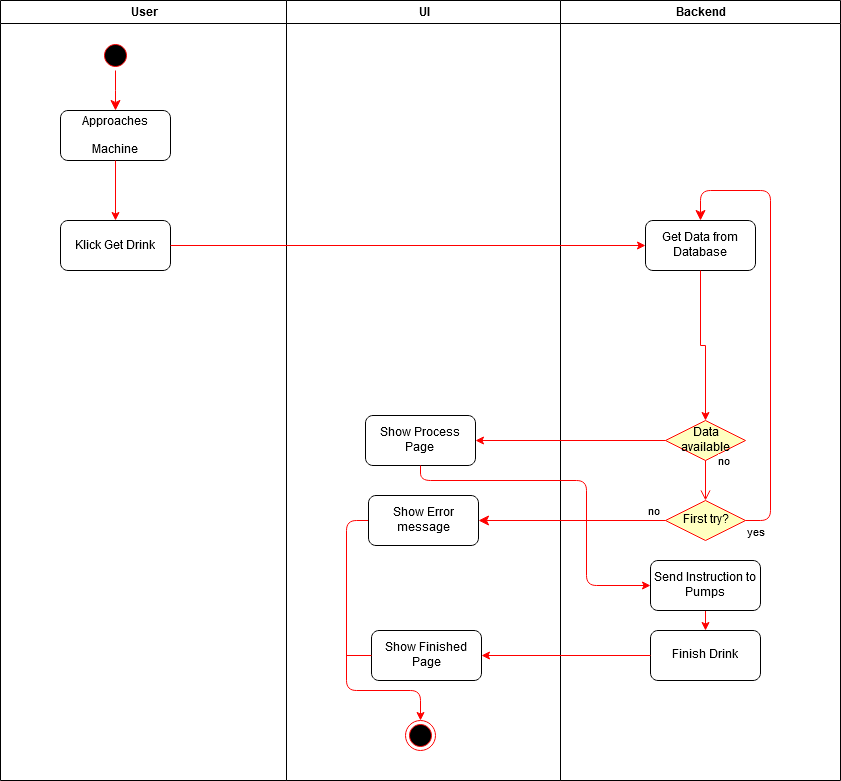 User
UI
Backend
Approaches
Machine
Klick Get Drink
Get Data from
Database
Show Process
Page
Data
available
no
Show Error
message
no
First try?
yes
Send Instruction to
Pumps
Show Finished
Page
Finish Drink